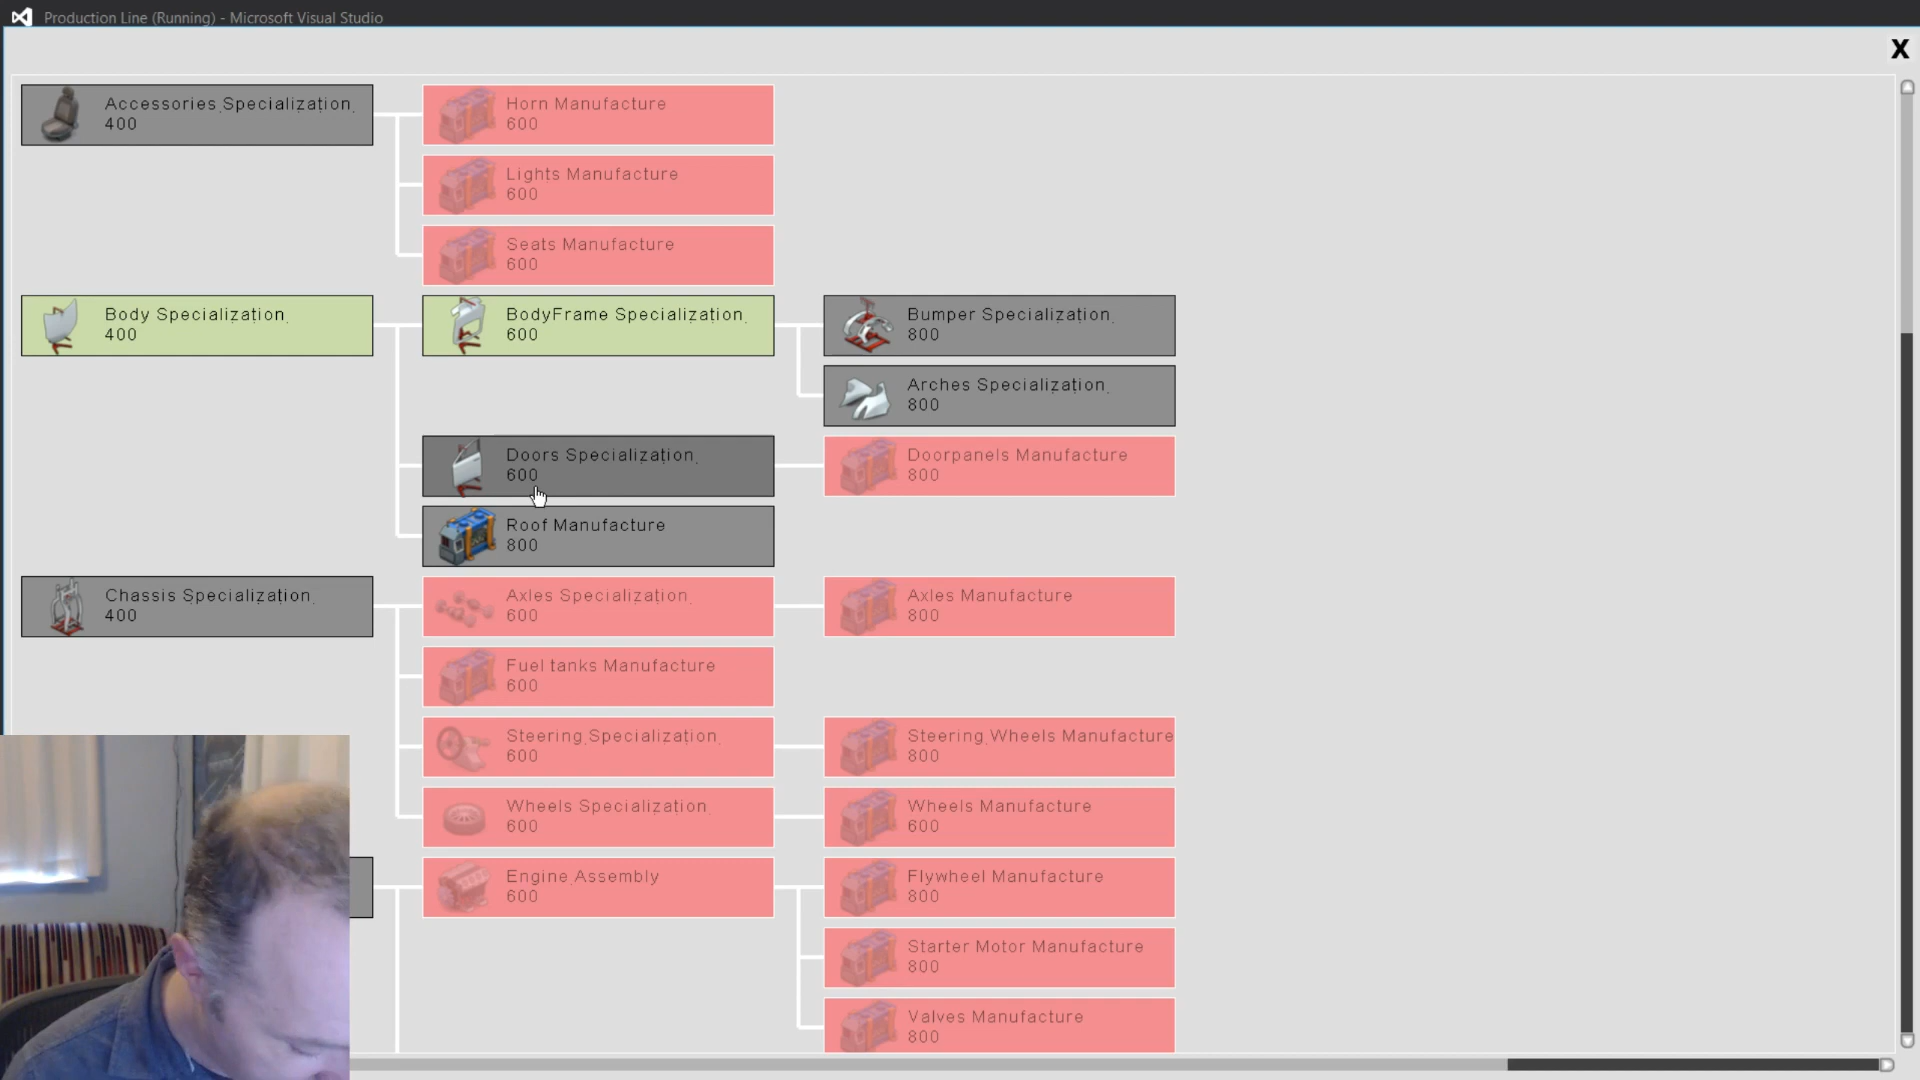 Production Line (Running) - Microsoft Visual Studio
X
Accessories Specialization
400
Horn Manufacture
600
Lights Manufacture
600
Seats Manufacture
600
Body Specialization
400
BodyFrame Specialization
600
Bumper Specialization
800
Arches Specialization
800
Doors Specialization
600
Doorpanels Manufacture
800
Roof Manufacture
800
Chassis Specialization
400
Axles Specialization
600
Axles Manufacture
800
Fuel tanks Manufacture
600
Steering Specialization
600
Steering Wheels Manufacture
800
Wheels Specialization
600
Wheels Manufacture
600
Engine Assembly
600
Flywheel Manufacture
800
Starter Motor Manufacture
800
Valves Manufacture
800